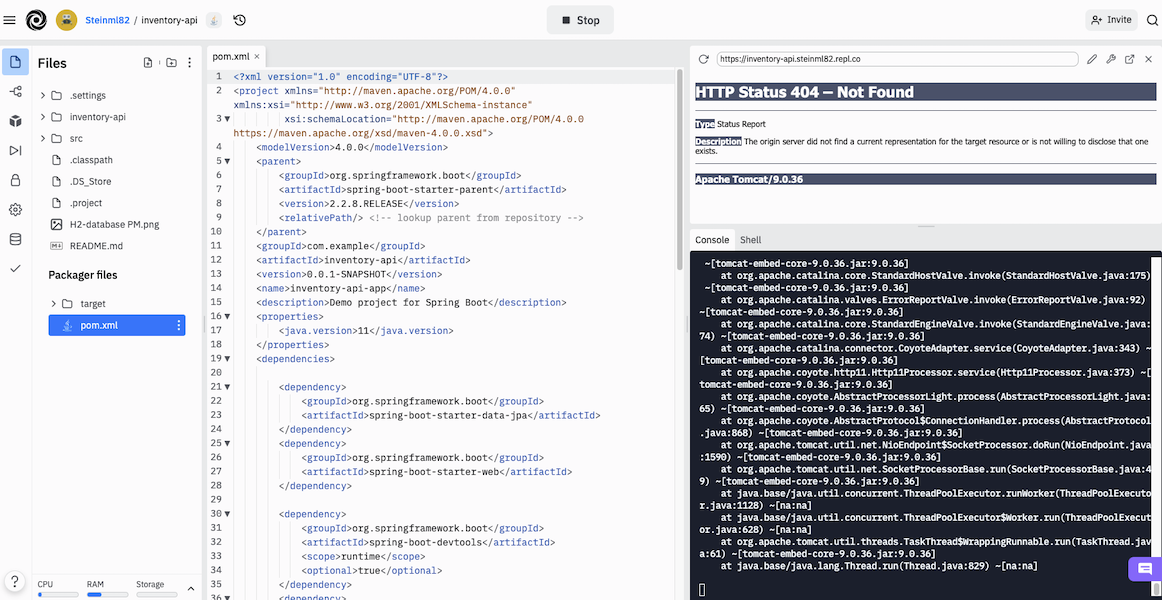 Steinml82 / inventory-api
Stop
Invite
Files
.settings
inventory-api
src
.classpath
.DS_Store
.project
H2-database PM.png
README.md
Packager files
target
pom.xml
?
CPU
RAM
Storage
pom.xml ×
1 <?xml version="1.0" encoding="UTF-8"?>
2 <project xmlns="http://maven.apache.org/POM/4.0.0"
xmlns:xsi="http://www.w3.org/2001/XMLSchema-instance"
3 xsi:schemaLocation="http://maven.apache.org/POM/4.0.0
https://maven.apache.org/xsd/maven-4.0.0.xsd">
4 <modelVersion>4.0.0</modelVersion>
5 <parent>
6 <groupId>org.springframework.boot</groupId>
7 <artifactId>spring-boot-starter-parent</artifactId>
8 <version>2.2.8.RELEASE</version>
9 <relativePath/> <!-- lookup parent from repository -->
10 </parent>
11 <groupId>com.example</groupId>
12 <artifactId>inventory-api</artifactId>
13 <version>0.0.1-SNAPSHOT</version>
14 <name>inventory-api-app</name>
15 <description>Demo project for Spring Boot</description>
16 <properties>
17 <java.version>11</java.version>
18 </properties>
19 <dependencies>
20
21 <dependency>
22 <groupId>org.springframework.boot</groupId>
23 <artifactId>spring-boot-starter-data-jpa</artifactId>
24 </dependency>
25 <dependency>
26 <groupId>org.springframework.boot</groupId>
27 <artifactId>spring-boot-starter-web</artifactId>
28 </dependency>
29
30 <dependency>
31 <groupId>org.springframework.boot</groupId>
32 <artifactId>spring-boot-devtools</artifactId>
33 <scope>runtime</scope>
34 <optional>true</optional>
35 </dependency>
36 <dependency>
https://inventory-api.steinml82.repl.co
HTTP Status 404 – Not Found
Type Status Report
Description The origin server did not find a current representation for the target resource or is not willing to disclose that one
exists.
Apache Tomcat/9.0.36
Console Shell
~[tomcat-embed-core-9.0.36.jar:9.0.36]
at org.apache.catalina.core.StandardHostValve.invoke(StandardHostValve.java:175)
~[tomcat-embed-core-9.0.36.jar:9.0.36]
at org.apache.catalina.valves.ErrorReportValve.invoke(ErrorReportValve.java:92)
~[tomcat-embed-core-9.0.36.jar:9.0.36]
at org.apache.catalina.core.StandardEngineValve.invoke(StandardEngineValve.java:
74) ~[tomcat-embed-core-9.0.36.jar:9.0.36]
at org.apache.catalina.connector.CoyoteAdapter.service(CoyoteAdapter.java:343) ~
[tomcat-embed-core-9.0.36.jar:9.0.36]
at org.apache.coyote.http11.Http11Processor.service(Http11Processor.java:373) ~[
tomcat-embed-core-9.0.36.jar:9.0.36]
at org.apache.coyote.AbstractProcessorLight.process(AbstractProcessorLight.java:
65) ~[tomcat-embed-core-9.0.36.jar:9.0.36]
at org.apache.coyote.AbstractProtocol$ConnectionHandler.process(AbstractProtocol
.java:868) ~[tomcat-embed-core-9.0.36.jar:9.0.36]
at org.apache.tomcat.util.net.NioEndpoint$SocketProcessor.doRun(NioEndpoint.java
:1590) ~[tomcat-embed-core-9.0.36.jar:9.0.36]
at org.apache.tomcat.util.net.SocketProcessorBase.run(SocketProcessorBase.java:4
9) ~[tomcat-embed-core-9.0.36.jar:9.0.36]
at java.base/java.util.concurrent.ThreadPoolExecutor.runWorker(ThreadPoolExecuto
r.java:1128) ~[na:na]
at java.base/java.util.concurrent.ThreadPoolExecutor$Worker.run(ThreadPoolExecut
or.java:628) ~[na:na]
at org.apache.tomcat.util.threads.TaskThread$WrappingRunnable.run(TaskThread.jav
a:61) ~[tomcat-embed-core-9.0.36.jar:9.0.36]
at java.base/java.lang.Thread.run(Thread.java:829) ~[na:na]